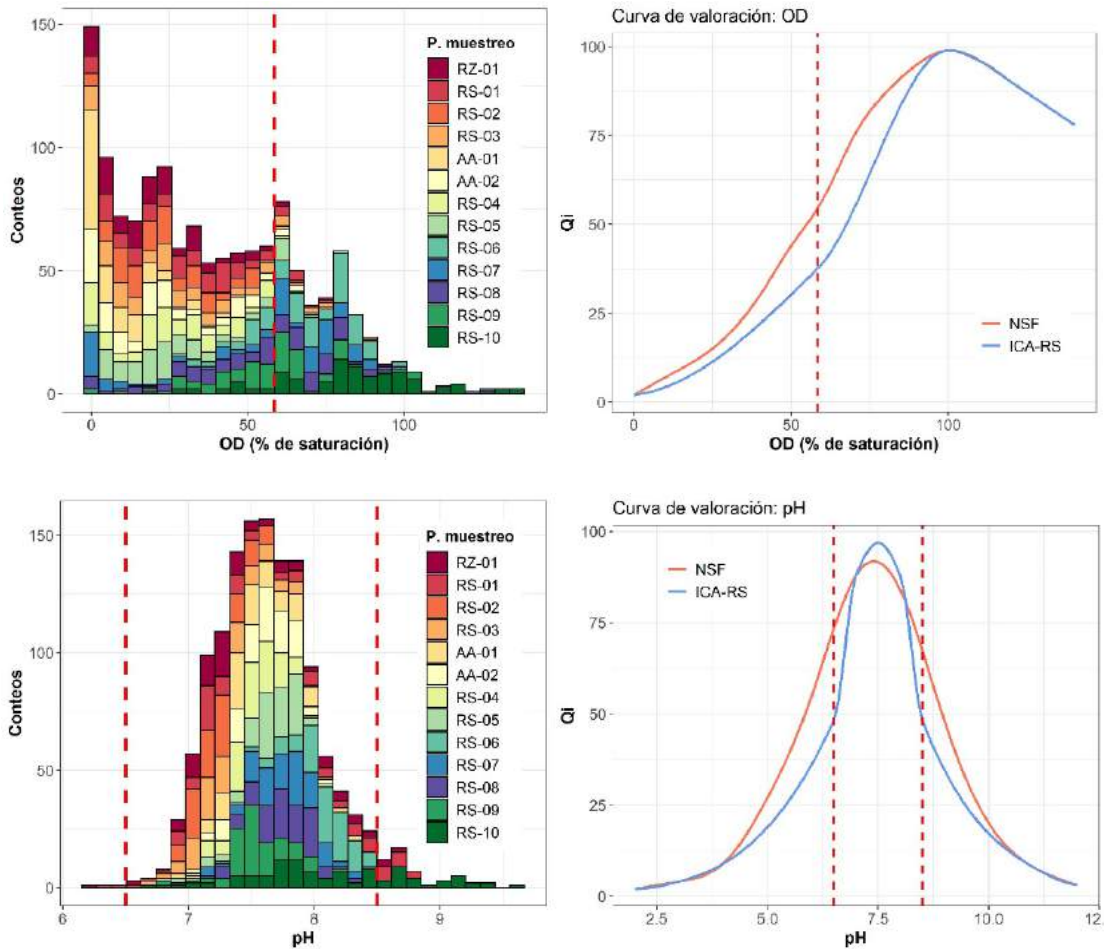 Curva de valoración: OD
150
100
50
0
Conteos
P. muestreo
RZ-01
RS-01
RS-02
RS-03
AA-01
AA-02
RS-04
RS-05
RS-06
RS-07
RS-08
RS-09
RS-10
0
50
100
OD (% de saturación)
100
75
50
25
0
Qi
NSF
ICA-RS
0
50
100
OD (% de saturación)
150
100
50
0
Conteos
P. muestreo
RZ-01
RS-01
RS-02
RS-03
AA-01
AA-02
RS-04
RS-05
RS-06
RS-07
RS-08
RS-09
RS-10
6
7
8
9
pH
Curva de valoración: pH
100
75
50
25
0
Qi
NSF
ICA-RS
2.5
5.0
7.5
10.0
12.
pH